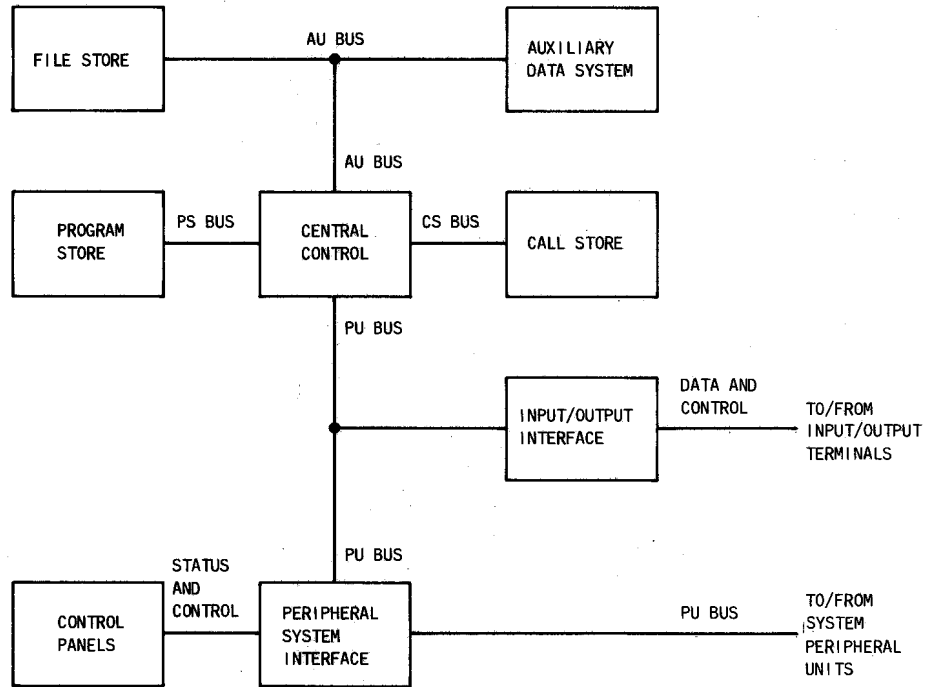 AU BUS
FILE STORE
AUXILIARY
DATA SYSTEM
AU BUS
PROGRAM
STORE
PS BUS
CENTRAL
CONTROL
CS BUS
CALL STORE
PU BUS
INPUT/OUTPUT
INTERFACE
DATA AND
CONTROL
TO/FROM
INPUT/OUTPUT
TERMINALS
PU BUS
STATUS
AND
CONTROL
CONTROL
PANELS
PERIPHERAL
SYSTEM
INTERFACE
PU BUS
TO/FROM
SYSTEM
PERIPHERAL
UNITS